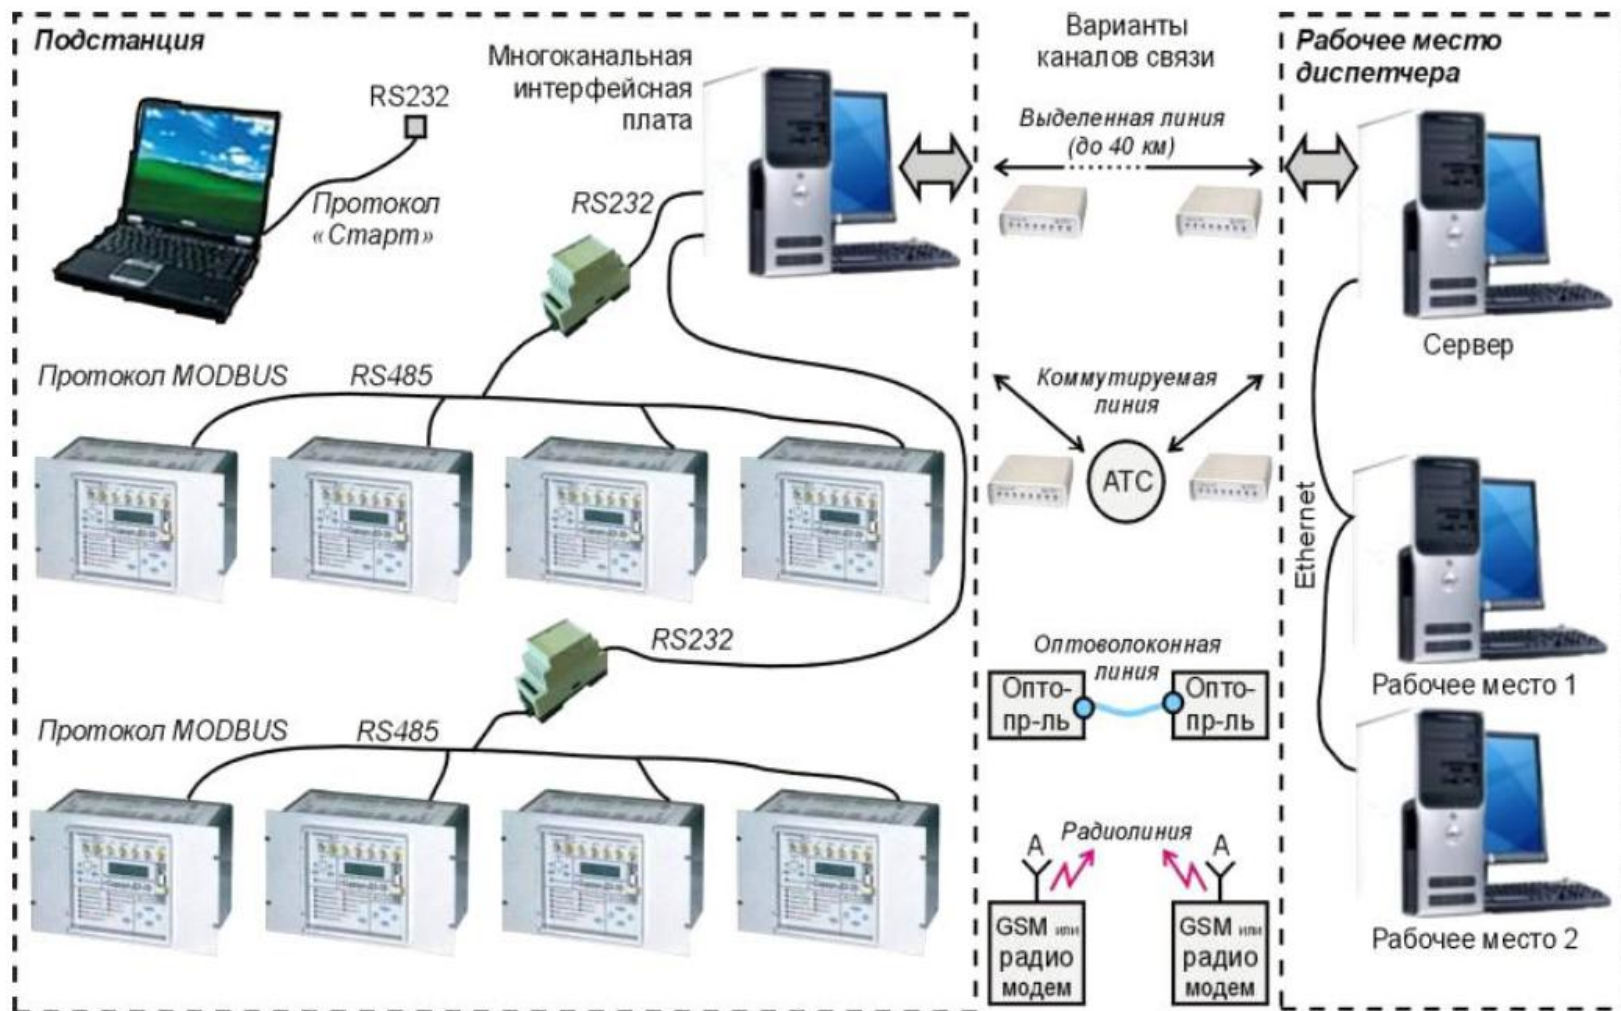 Подстанция
RS232
Протокол
«Старт»
Многоканальная
интерфейсная
плата
RS232
Протокол MODBUS
RS485
RS232
Протокол MODBUS
RS485
Варианты
каналов связи
Выделенная линия
(до 40 км)
Коммутируемая
линия
АТС
Оптоволоконная
линия
Опто-
пр-ль
Опто-
пр-ль
Радиолиния
А
А
GSM или
радио
модем
GSM или
радио
модем
Рабочее место
диспетчера
Сервер
Ethernet
Рабочее место 1
Рабочее место 2